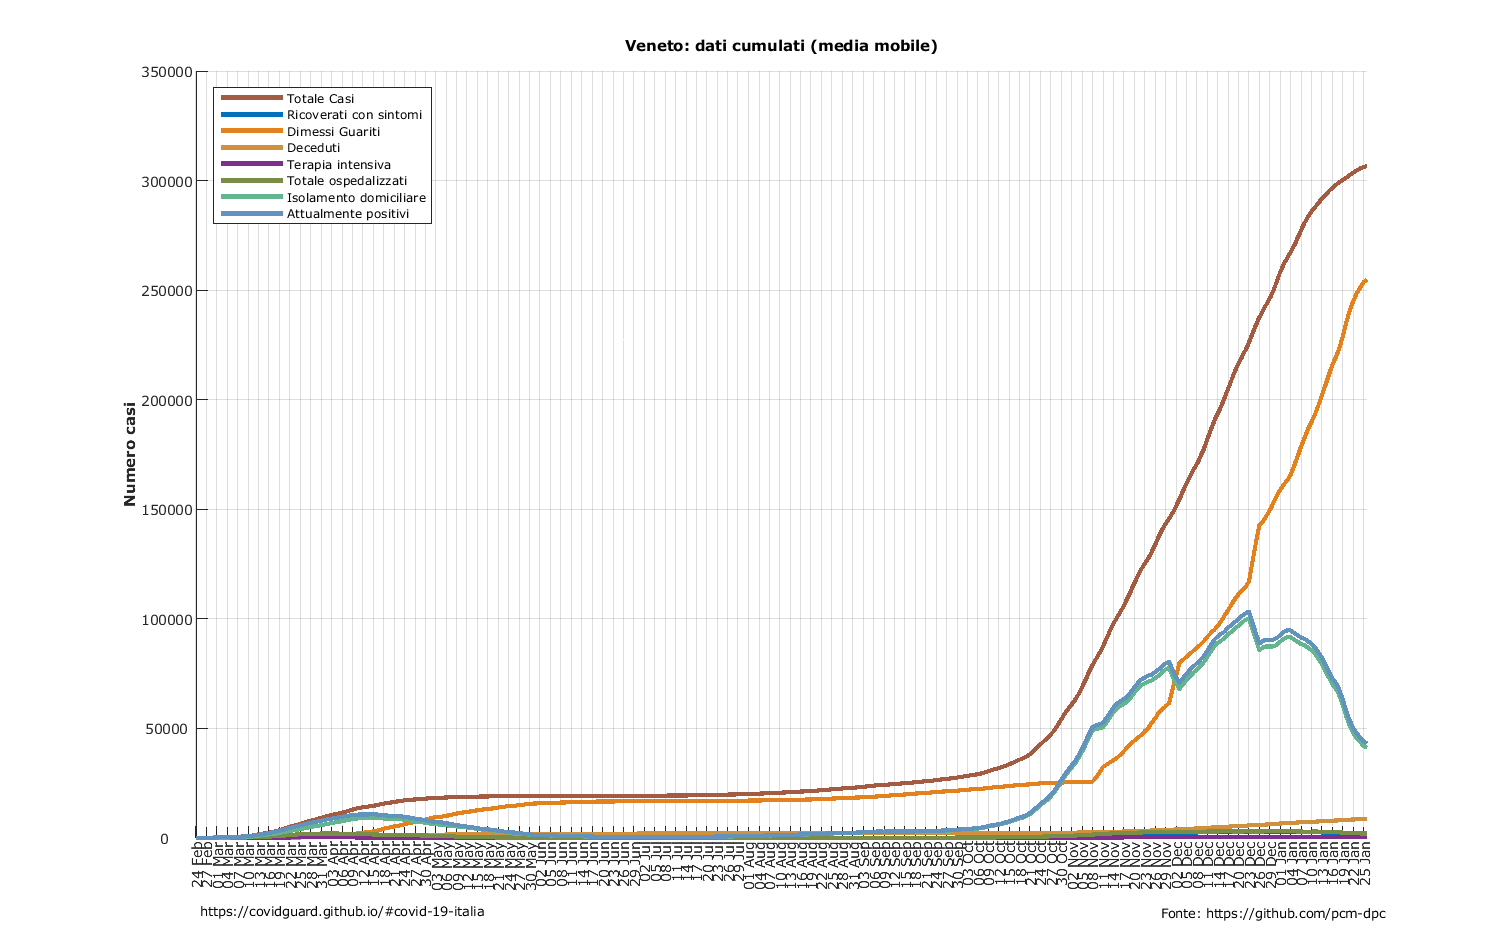 Veneto: dati cumulati (media mobile)
350000
300000
250000
200000
150000
100000
50000
0
Numero casi
Totale Casi
Ricoverati con sintomi
Dimessi Guariti
Deceduti
Terapia intensiva
Totale ospedalizzati
Isolamento domiciliare
Attualmente positivi
24 Feb
27 Feb
01 Mar
04 Mar
07 Mar
10 Mar
13 Mar
16 Mar
19 Mar
22 Mar
25 Mar
28 Mar
31 Mar
03 Apr
06 Apr
09 Apr
12 Apr
15 Apr
18 Apr
21 Apr
24 Apr
27 Apr
30 Apr
03 May
06 May
09 May
12 May
15 May
18 May
21 May
24 May
27 May
30 May
02 Jun
05 Jun
08 Jun
11 Jun
14 Jun
17 Jun
20 Jun
23 Jun
26 Jun
29 Jun
02 Jul
05 Jul
08 Jul
11 Jul
14 Jul
17 Jul
20 Jul
23 Jul
26 Jul
29 Jul
01 Aug
04 Aug
07 Aug
10 Aug
13 Aug
16 Aug
19 Aug
22 Aug
25 Aug
28 Aug
31 Aug
03 Sep
06 Sep
09 Sep
12 Sep
15 Sep
18 Sep
21 Sep
24 Sep
27 Sep
30 Sep
03 Oct
06 Oct
09 Oct
12 Oct
15 Oct
18 Oct
21 Oct
24 Oct
27 Oct
30 Oct
02 Nov
05 Nov
08 Nov
11 Nov
14 Nov
17 Nov
20 Nov
23 Nov
26 Nov
29 Nov
02 Dec
05 Dec
08 Dec
11 Dec
14 Dec
17 Dec
20 Dec
23 Dec
26 Dec
29 Dec
01 Jan
04 Jan
07 Jan
10 Jan
13 Jan
16 Jan
19 Jan
22 Jan
25 Jan
https://covidguard.github.io/#covid-19-italia
Fonte: https://github.com/pcm-dpc